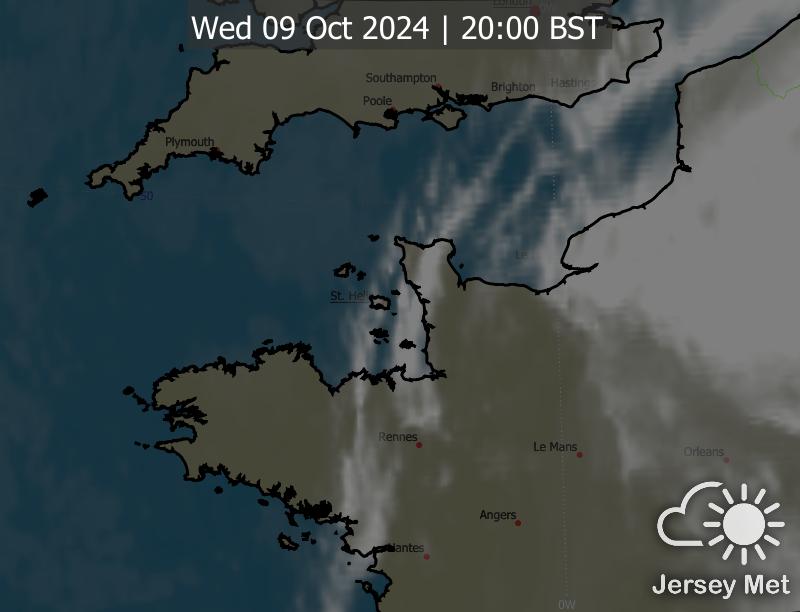 London
Wed 09 Oct 2024 | 20:00 BST
Southampton
Brighton
Hastings
Poole
Plymouth
50
Le
St. Heli
Rennes
Le Mans
Orleans
Angers
Nantes
Jersey Met
0W